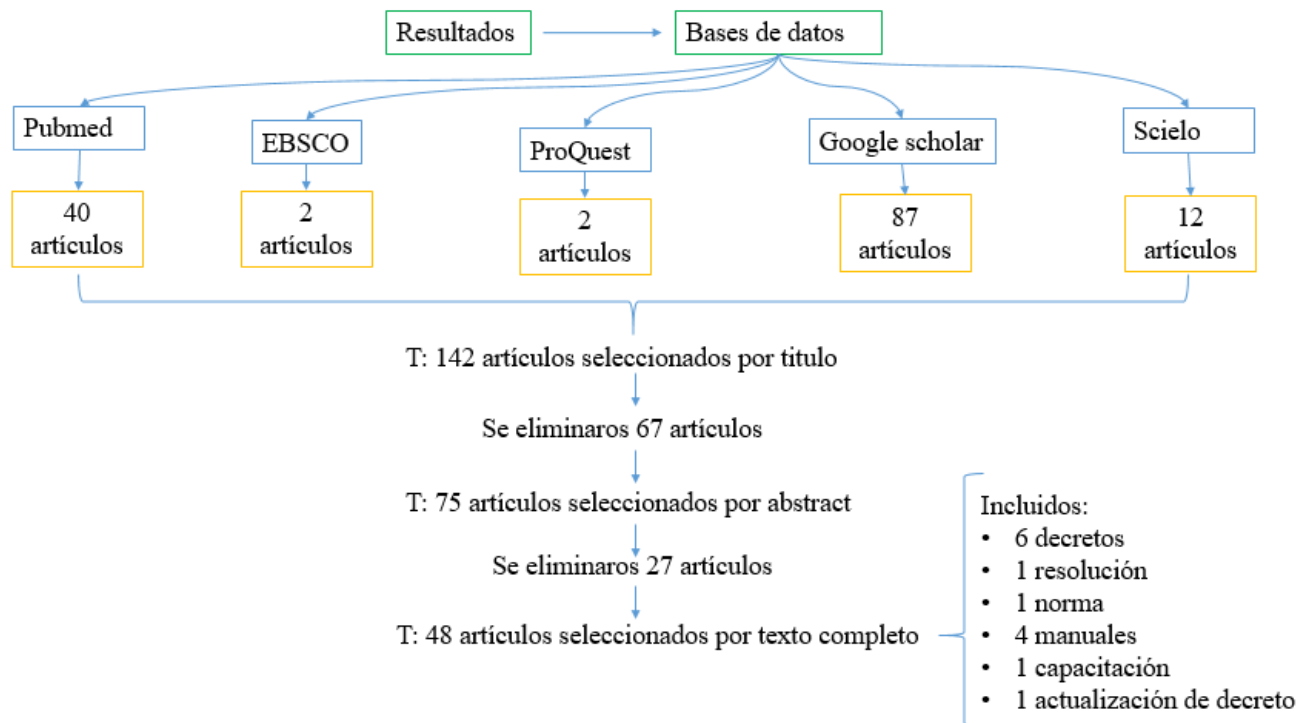 Resultados
Bases de datos
Pubmed
EBSCO
ProQuest
Google scholar
Scielo
40
artículos
2
artículos
2
artículos
87
artículos
12
artículos
T: 142 artículos seleccionados por titulo
Se eliminaros 67 artículos
T: 75 artículos seleccionados por abstract
Se eliminaros 27 artículos
T: 48 artículos seleccionados por texto completo
Incluidos:
• 6 decretos
• 1 resolución
• 1 norma
• 4 manuales
• 1 capacitación
• 1 actualización de decreto